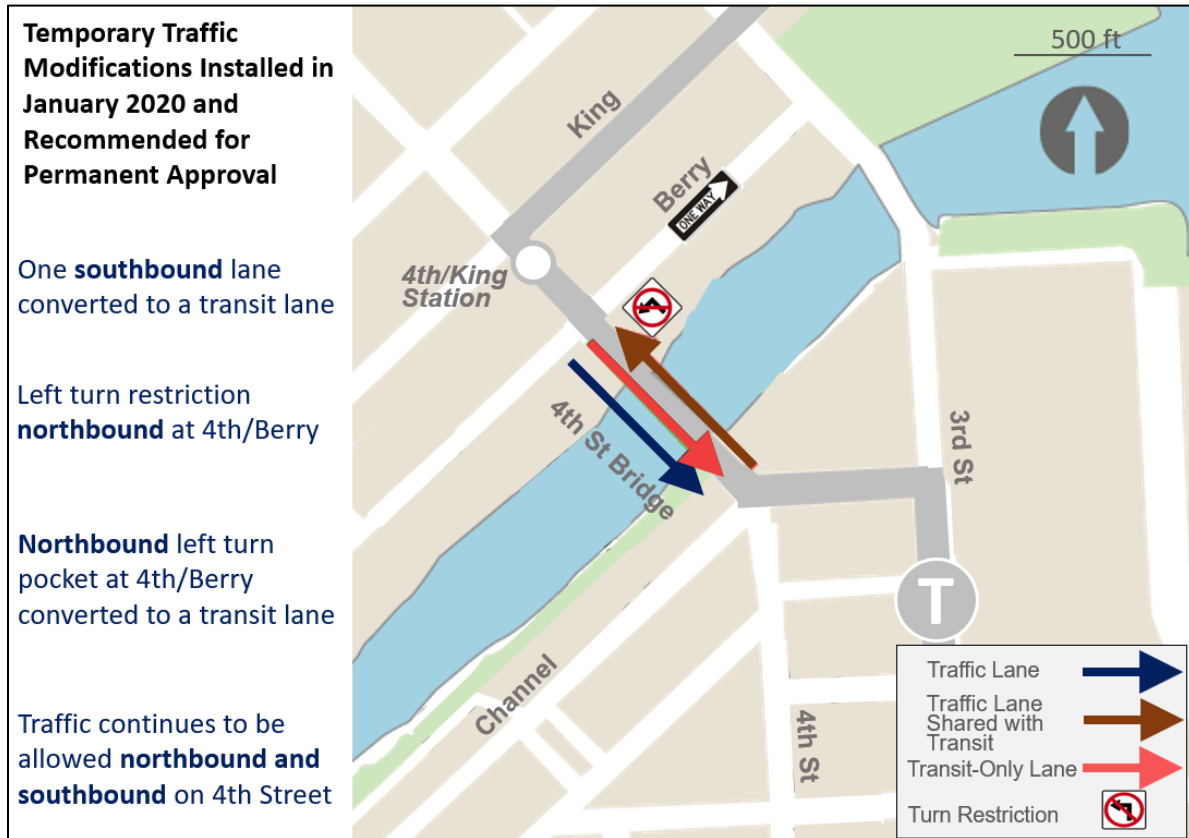 Temporary Traffic
Modifications Installed in
January 2020 and
Recommended for
Permanent Approval
One southbound lane
converted to a transit lane
Left turn restriction
northbound at 4th/Berry
Northbound left turn
pocket at 4th/Berry
converted to a transit lane
Traffic continues to be
allowed northbound and
southbound on 4th Street
500 ft
King
Berry
ONE WAY
4th/King
Station
4th St Bridge
3rd St
T
Channel
4th St
Traffic Lane
Traffic Lane
Shared with
Transit
Transit-Only Lane
Turn Restriction